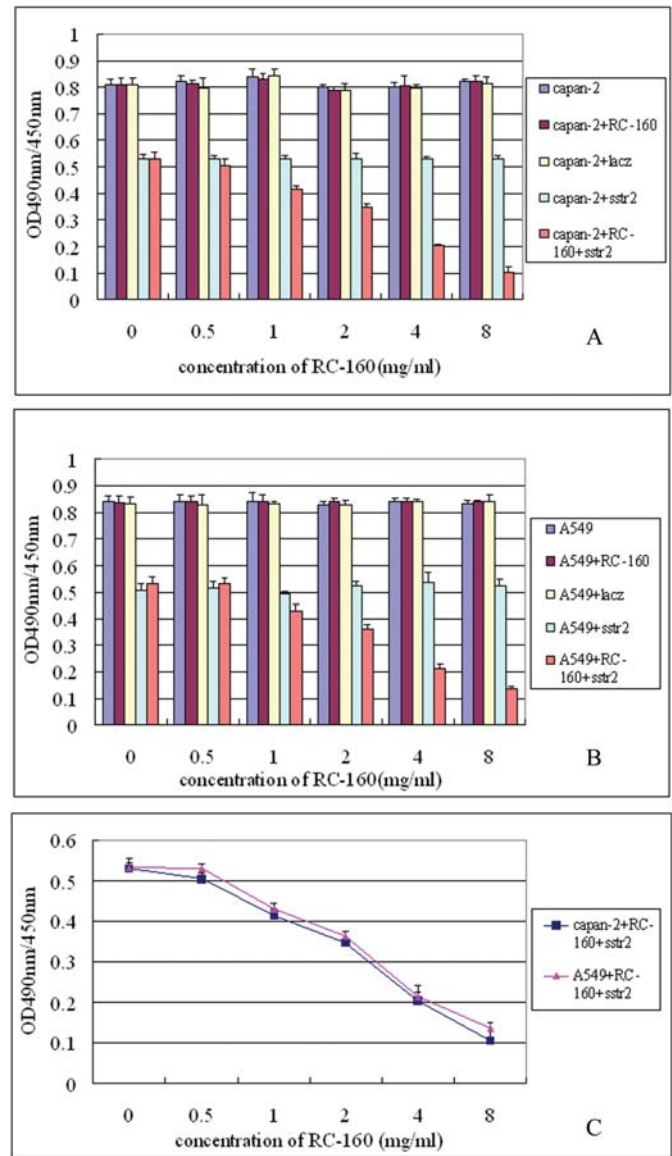 1
0.9
0.8
0.7
0.6
0.5
0.4
0.3
0.2
0.1
0
OD490nm/450nm
0 0.5 1 2 4 8
concentration of RC-160(mg/ml)
capan-2
capan-2+RC-160
capan-2+lacz
capan-2+sstr2
capan-2+RC-
160+sstr2
A
1
0.9
0.8
0.7
0.6
0.5
0.4
0.3
0.2
0.1
0
OD490nm/450nm
0 0.5 1 2 4 8
concentration of RC-160(mg/ml)
A549
A549+RC-160
A549+lacz
A549+sstr2
A549+RC-
160+sstr2
B
0.6
0.5
0.4
0.3
0.2
0.1
0
OD490nm/450nm
0 0.5 1 2 4 8
concentration of RC-160 (mg/ml)
capan-2+RC-
160+sstr2
A549+RC-
160+sstr2
C